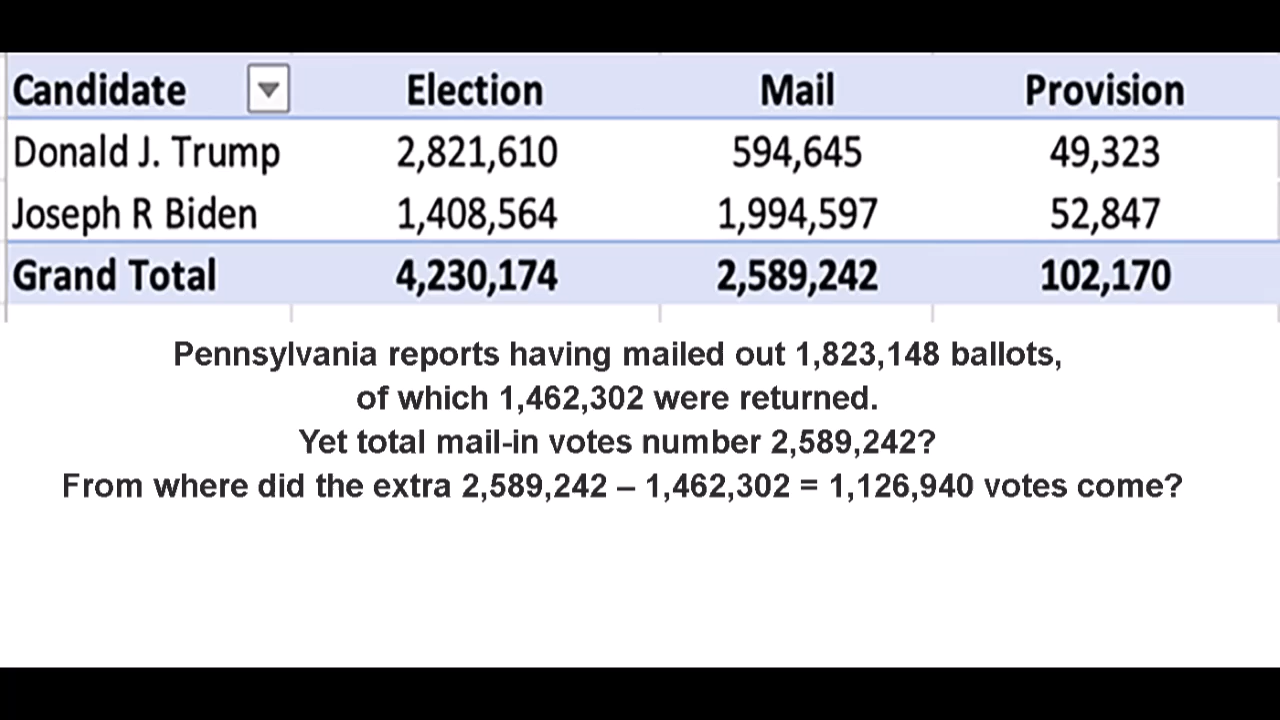 Candidate Election Mail Provision
Donald J. Trump 2,821,610 594,645 49,323
Joseph R Biden 1,408,564 1,994,597 52,847
Grand Total 4,230,174 2,589,242 102,170
Pennsylvania reports having mailed out 1,823,148 ballots,
of which 1,462,302 were returned.
Yet total mail-in votes number 2,589,242?
From where did the extra 2,589,242 – 1,462,302 = 1,126,940 votes come?